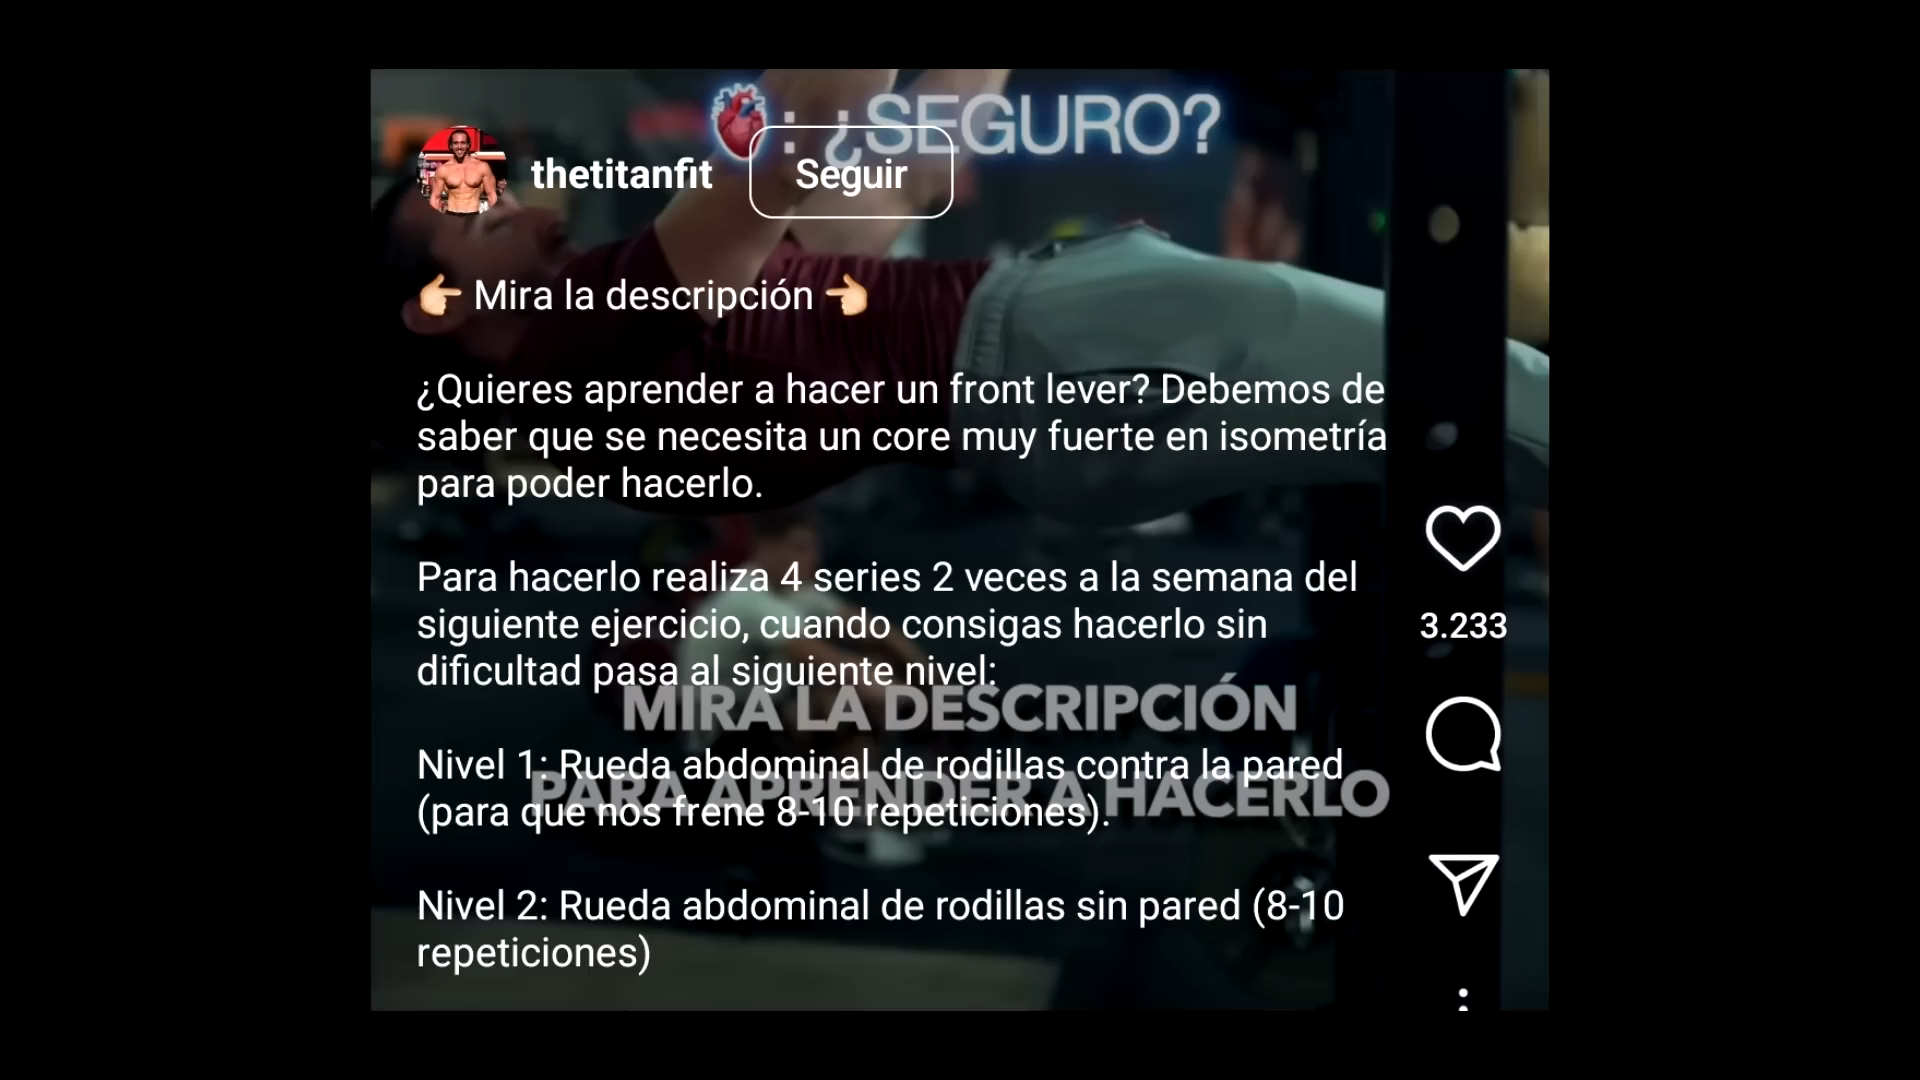 : ¿SEGURO?
thetitanfit
Seguir
👉 Mira la descripción 👈
¿Quieres aprender a hacer un front lever? Debemos de
saber que se necesita un core muy fuerte en isometría
para poder hacerlo.
Para hacerlo realiza 4 series 2 veces a la semana del
siguiente ejercicio, cuando consigas hacerlo sin
dificultad pasa al siguiente nivel:
MIRA LA DESCRIPCIÓN
PARA APRENDER A HACERLO
Nivel 1: Rueda abdominal de rodillas contra la pared
(para que nos frene 8-10 repeticiones).
Nivel 2: Rueda abdominal de rodillas sin pared (8-10
repeticiones)
3.233